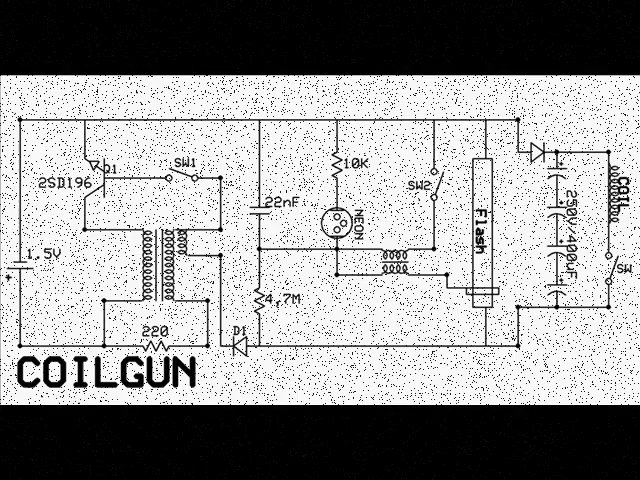 Q1
SW1
2SD196
10K
SW2
COIL
22nF
NEON
Flash
250V/400uF
1.5V
SW
4.7M
220
D1
COILGUN